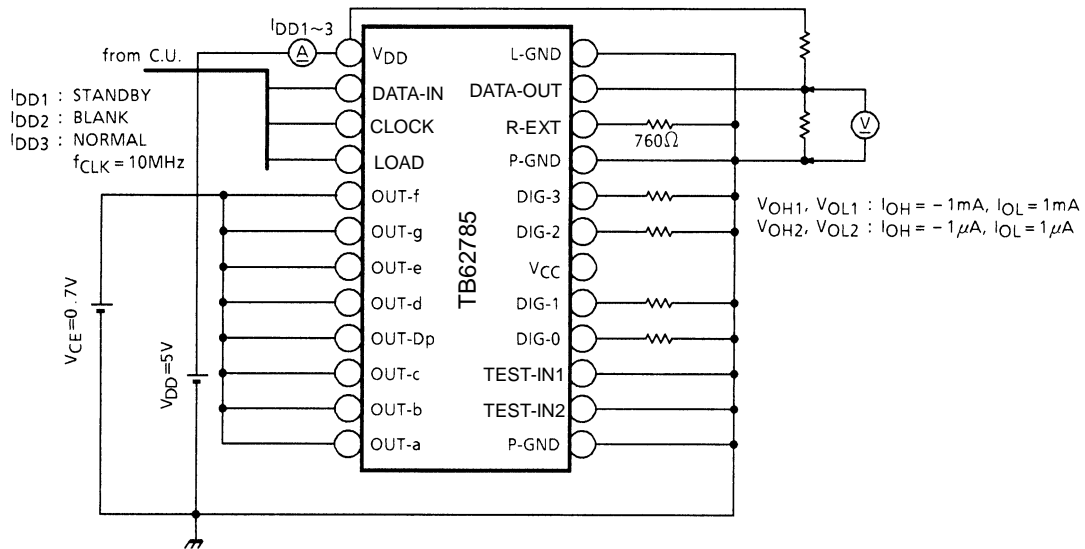 IDD1~3
from C.U.
IDD1 : STANDBY
IDD2 : BLANK
IDD3 : NORMAL
fCLK = 10MHz
A
VDD
DATA-IN
CLOCK
LOAD
OUT-f
OUT-g
OUT-e
OUT-d
OUT-Dp
OUT-c
OUT-b
OUT-a
TB62785
L-GND
DATA-OUT
R-EXT
P-GND
DIG-3
DIG-2
VCC
DIG-1
DIG-0
TEST-IN1
TEST-IN2
P-GND
760Ω
V
VOH1, VOL1 : IOH = −1mA, IOL = 1mA
VOH2, VOL2 : IOH = −1μA, IOL = 1μA
VCE=0.7V
VDD=5V